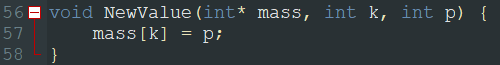 56 void NewValue(int* mass, int k, int p) {
57     mass[k] = p;
58 }